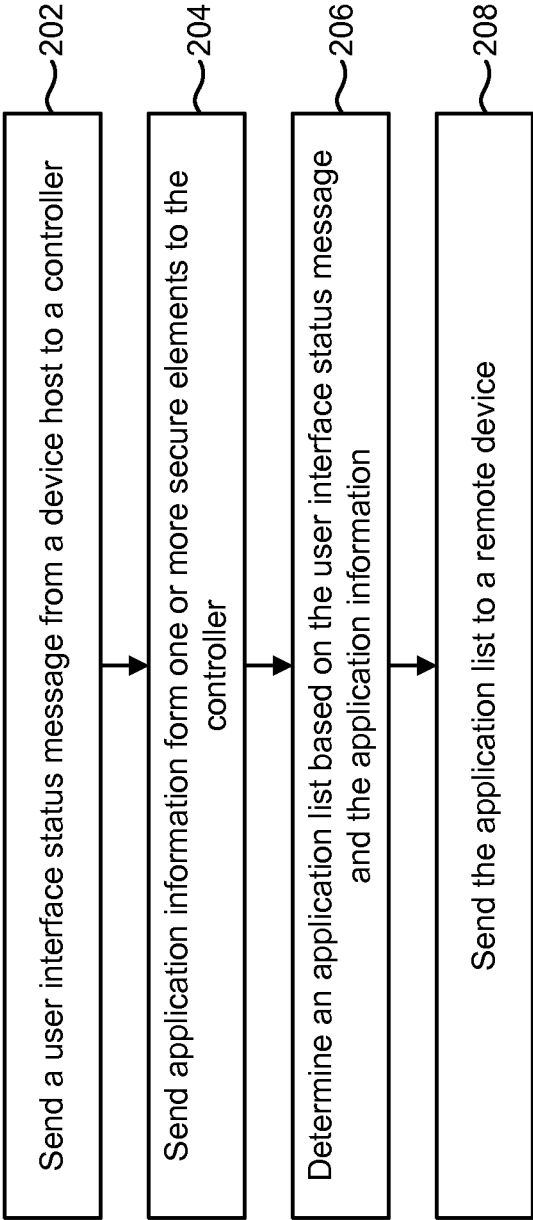 Send a user interface status message from a device host to a controller
202
Send application information form one or more secure elements to the
controller
204
Determine an application list based on the user interface status message
and the application information
206
Send the application list to a remote device
208